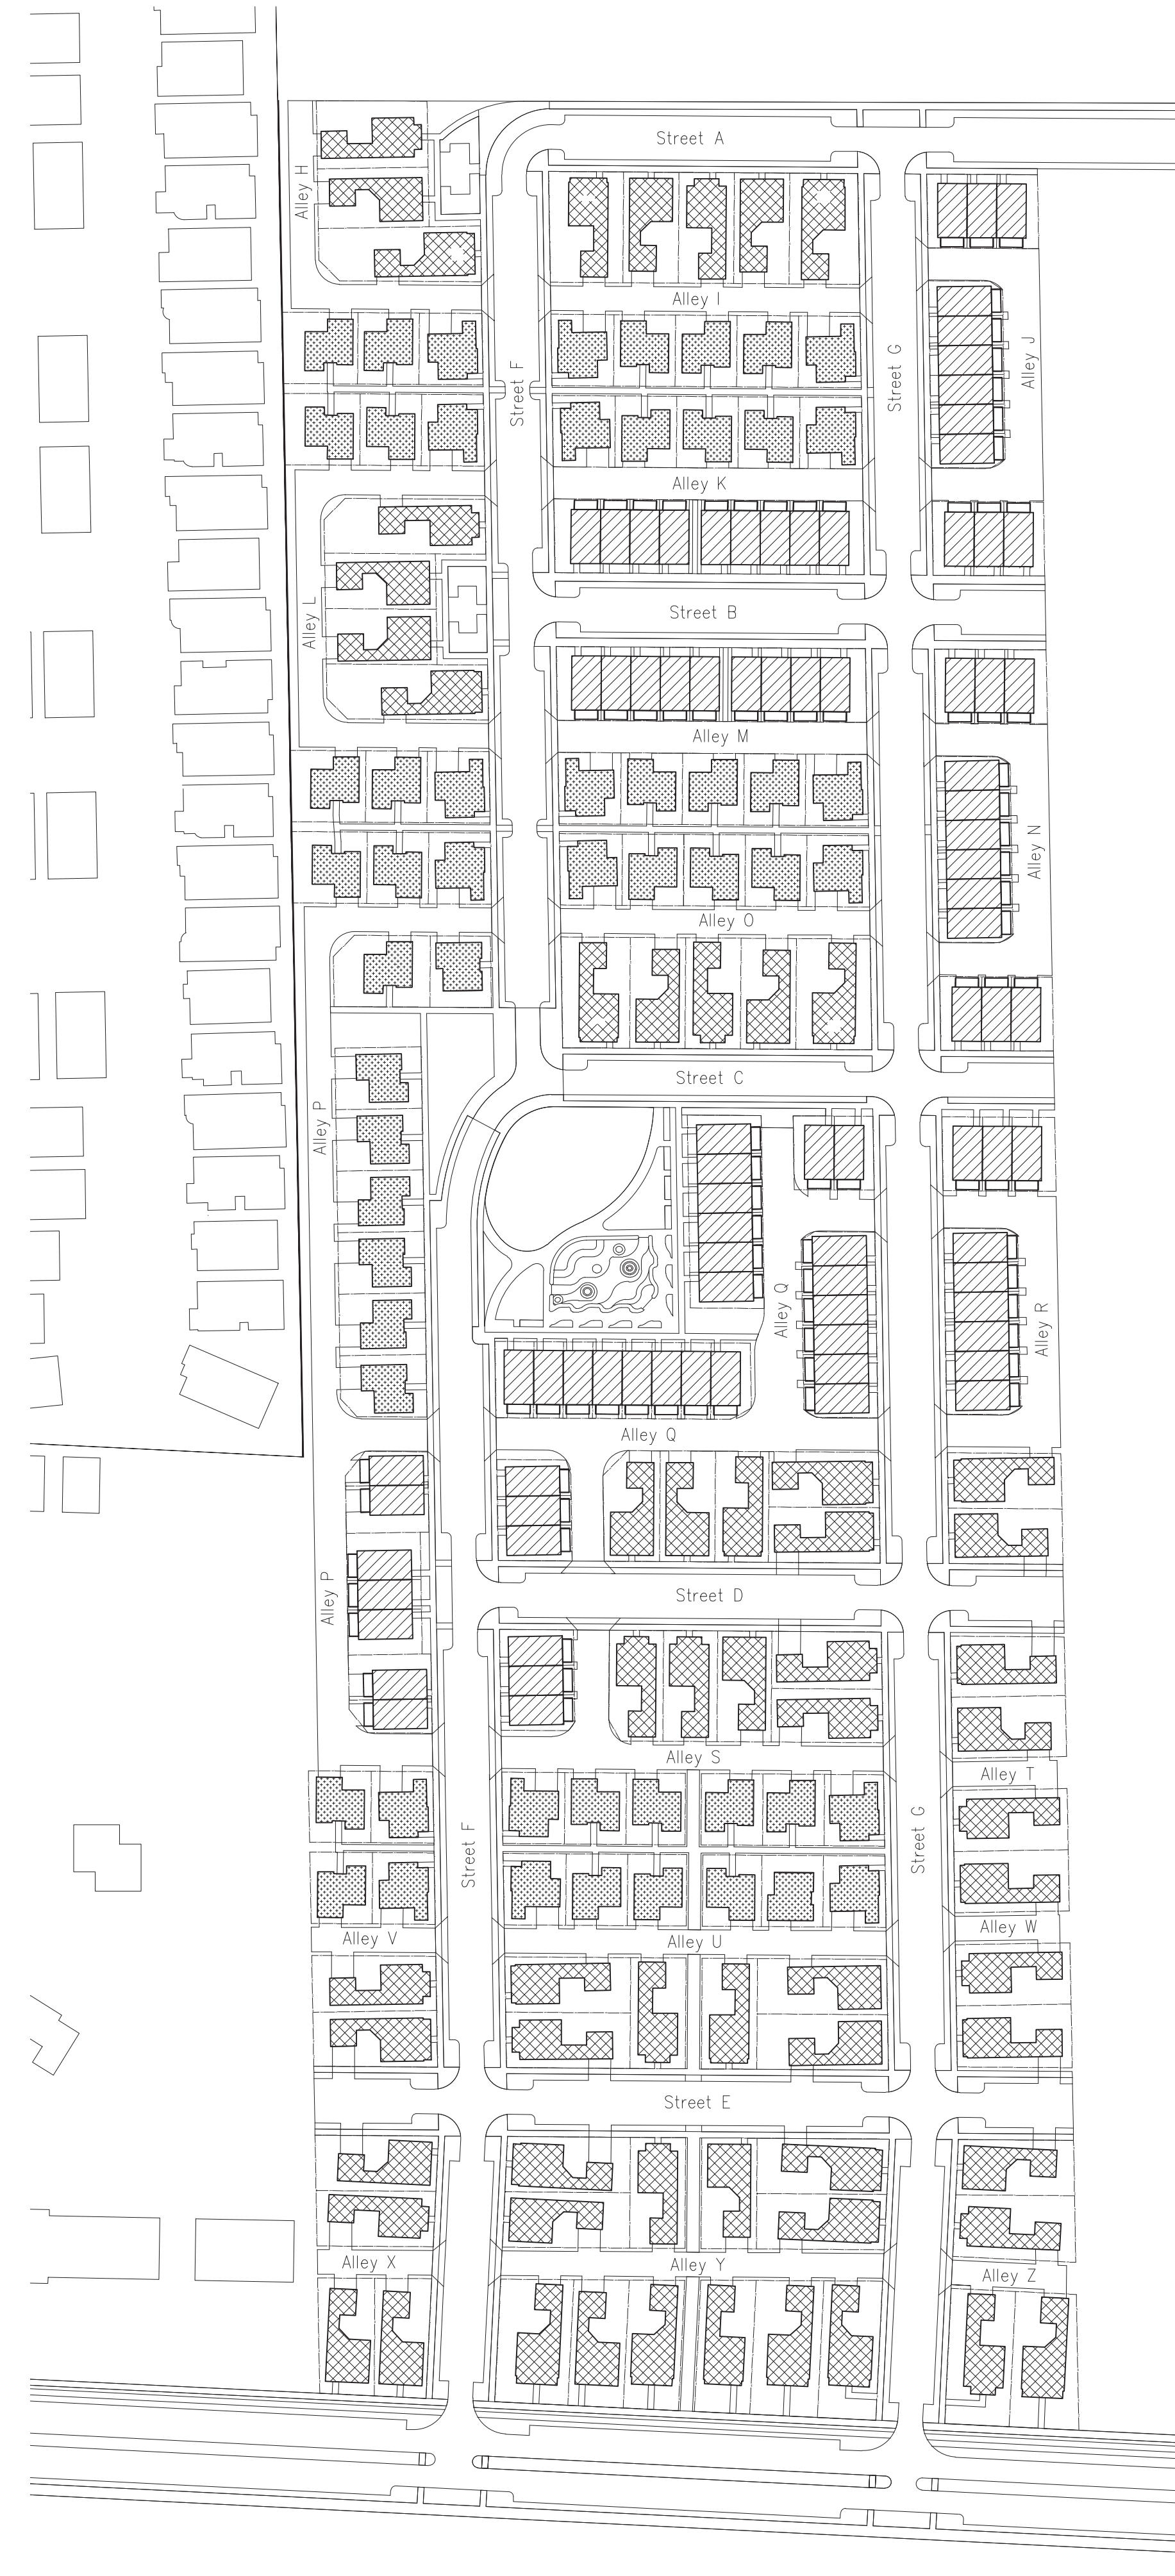 Street A
Alley H
Alley I
Street F
Street G
Alley J
Alley K
Alley L
Street B
Alley M
Alley N
Alley O
Street C
Alley P
Alley Q
Alley R
Alley Q
Alley P
Street D
Alley S
Alley T
Street F
Street G
Alley V
Alley U
Alley W
Street E
Alley X
Alley Y
Alley Z